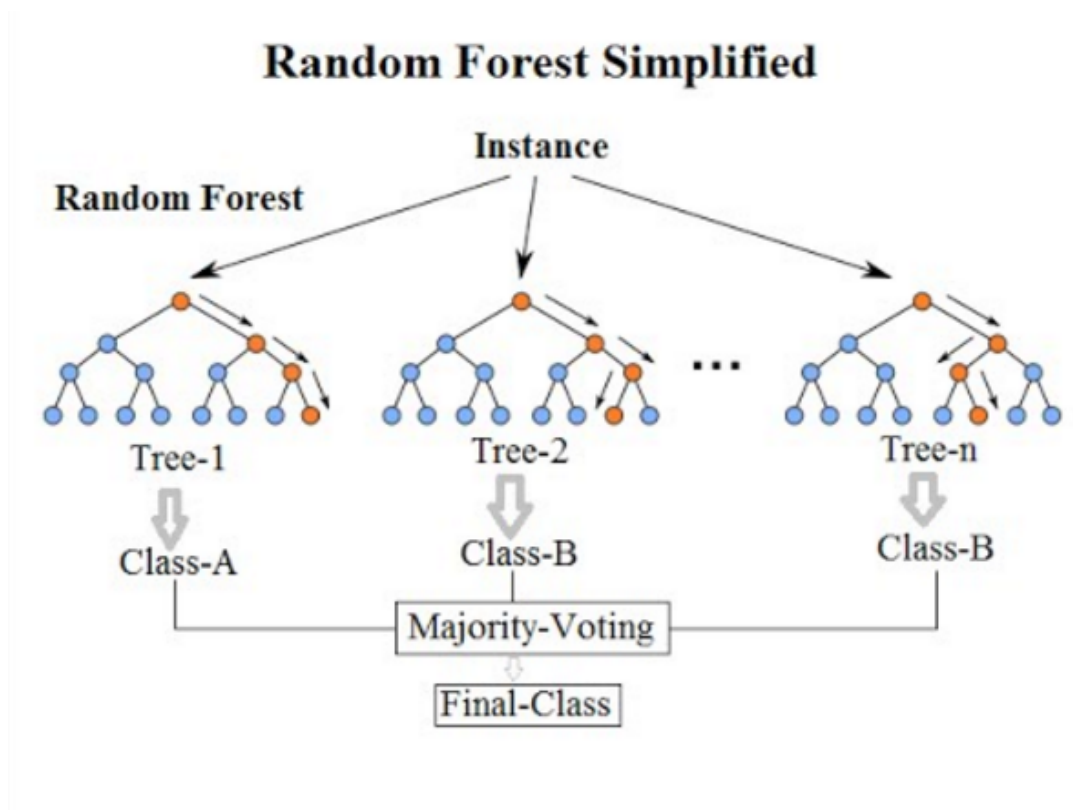 Random Forest Simplified
Instance
Random Forest
...
Tree-1
Tree-2
Tree-n
Class-A
Class-B
Class-B
Majority-Voting
Final-Class